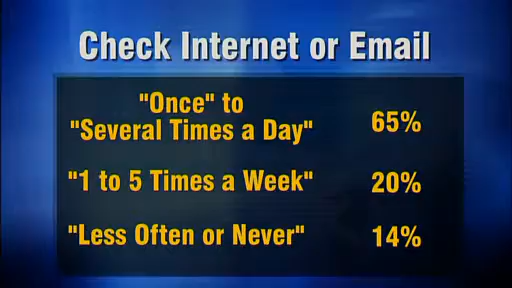 Check Internet or Email
"Once" to
"Several Times a Day" 65%
"1 to 5 Times a Week" 20%
"Less Often or Never" 14%